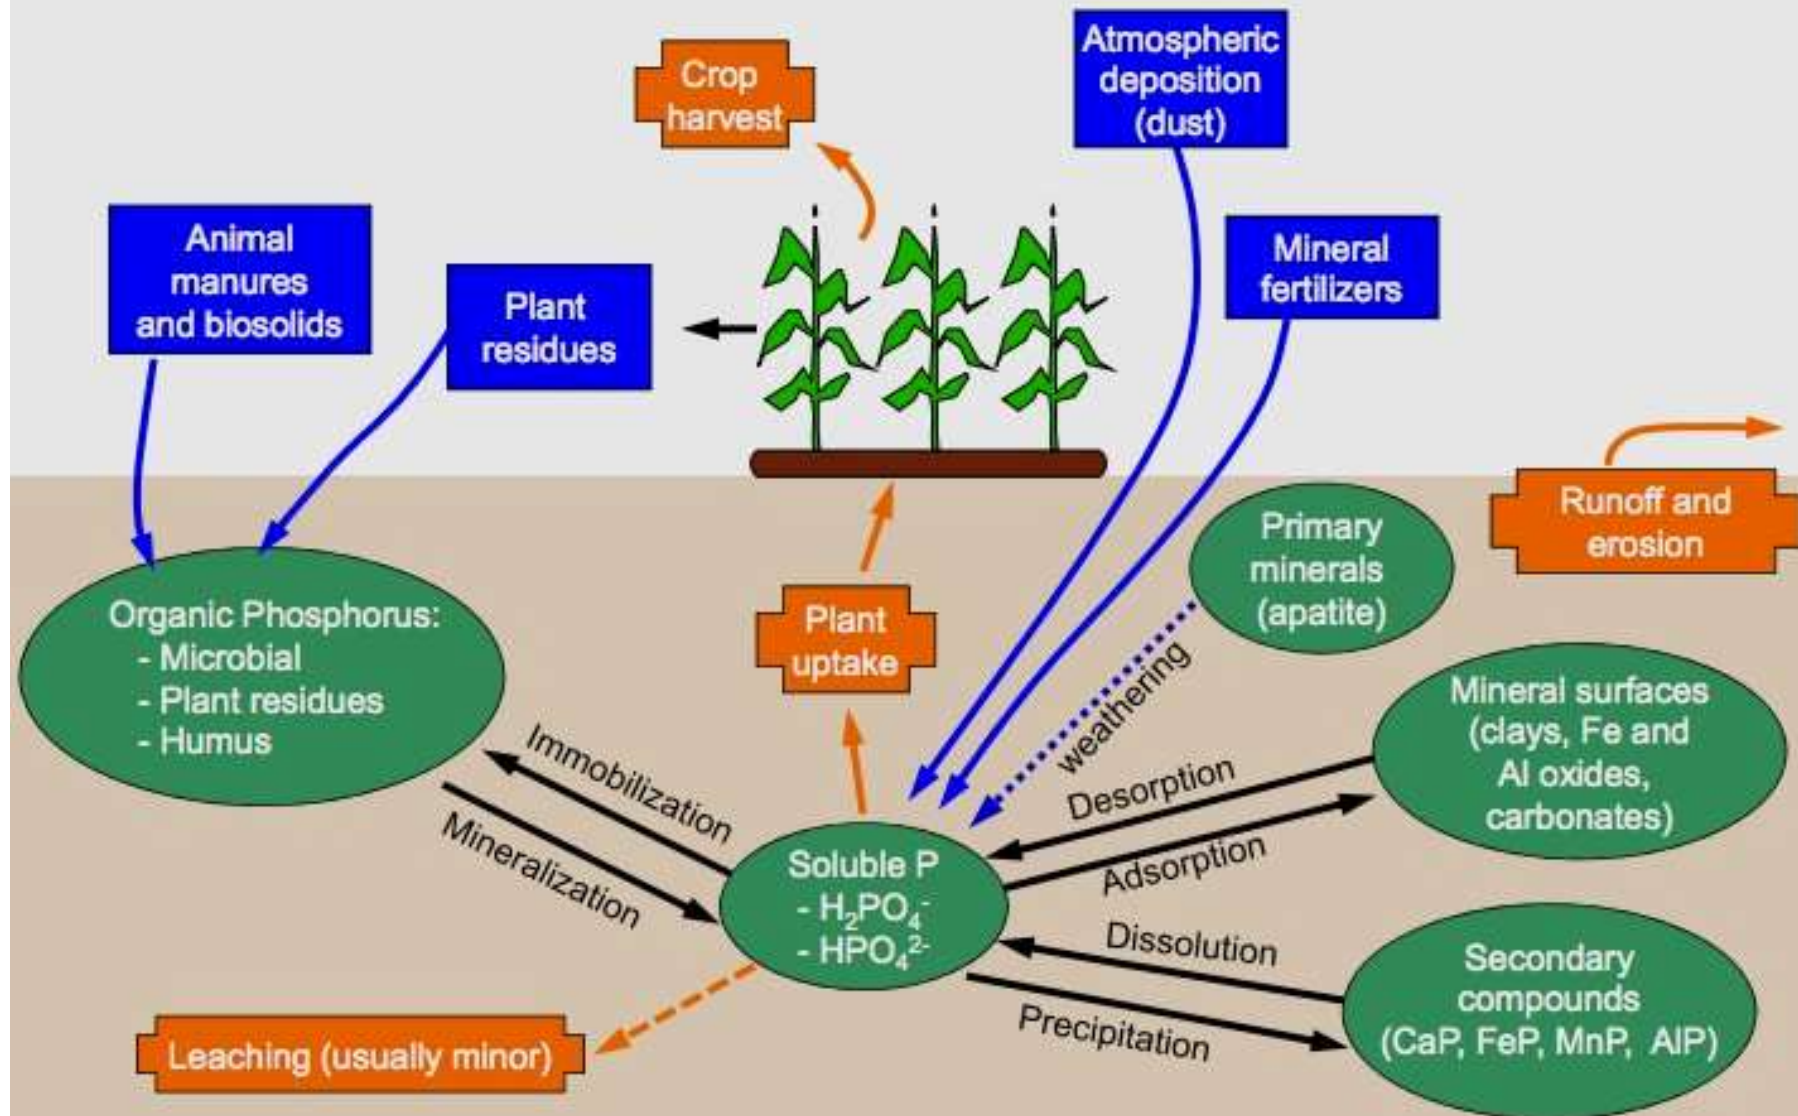 Atmospheric
deposition
(dust)
Crop
harvest
Animal
manures
and biosolids
Plant
residues
Mineral
fertilizers
Runoff and
erosion
Primary
minerals
(apatite)
Organic Phosphorus:
- Microbial
- Plant residues
- Humus
Plant
uptake
weathering
Mineral surfaces
(clays, Fe and
Al oxides,
carbonates)
Immobilization
Mineralization
Desorption
Adsorption
Soluble P
- H₂PO₄⁻
- HPO₄²⁻
Dissolution
Precipitation
Secondary
compounds
(CaP, FeP, MnP, AlP)
Leaching (usually minor)